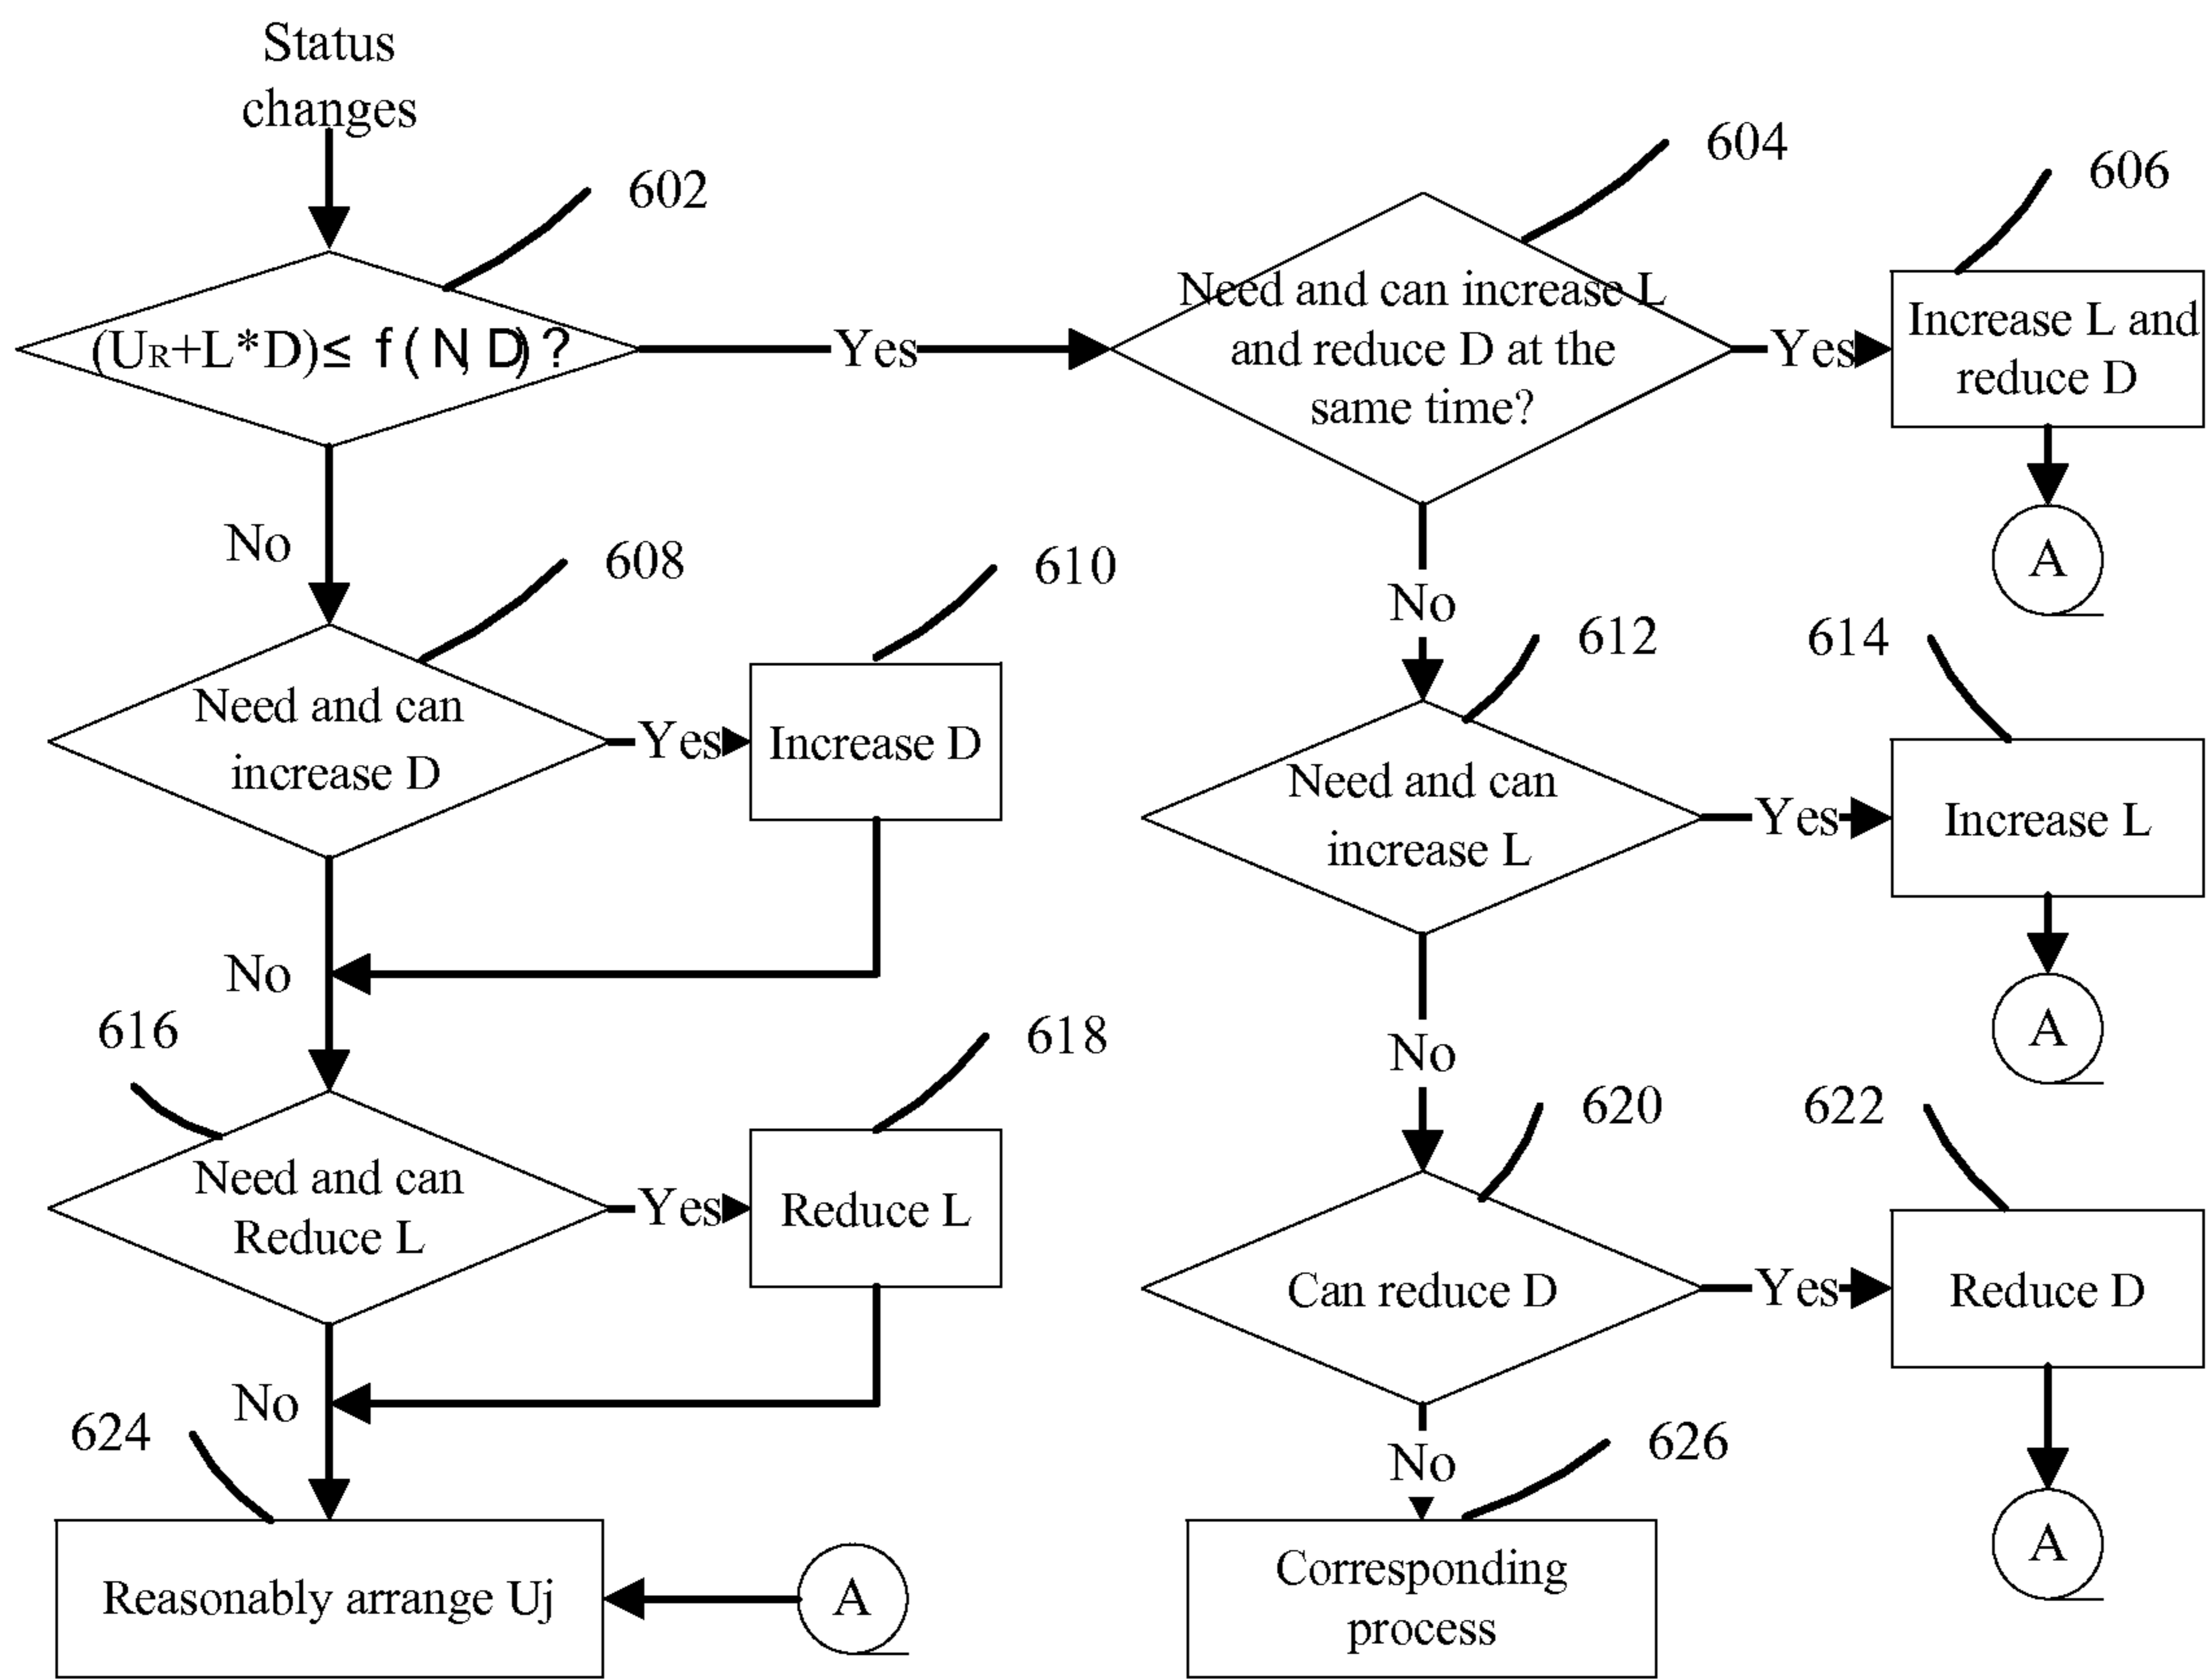 Status
changes
602
(UR+L*D)≤ f(N,D)?
Yes
604
Need and can increase L
and reduce D at the
same time?
Yes
606
Increase L and
reduce D
A
No
608
Need and can
increase D
Yes
610
Increase D
No
612
Need and can
increase L
Yes
614
Increase L
A
No
616
Need and can
Reduce L
Yes
618
Reduce L
No
620
Can reduce D
Yes
622
Reduce D
A
No
624
Reasonably arrange Uj
A
No
626
Corresponding
process